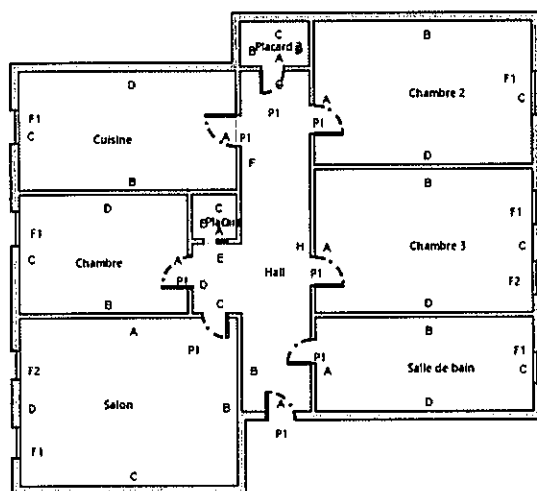 C
B Placard 3 B
A
G
B
F1
A Chambre 2 C
P1 P1
D
D
F1
C Cuisine A P1
B
F
D
F1
C Chambre A
P1
B
C
B
A
E
D
C
H
Hall
B
F1
A Chambre 3 C
P1 F2
D
A
P1
F2
Salon
D B
F1
C
B
A
P1
B
P1 F1
A Salle de bain C
D